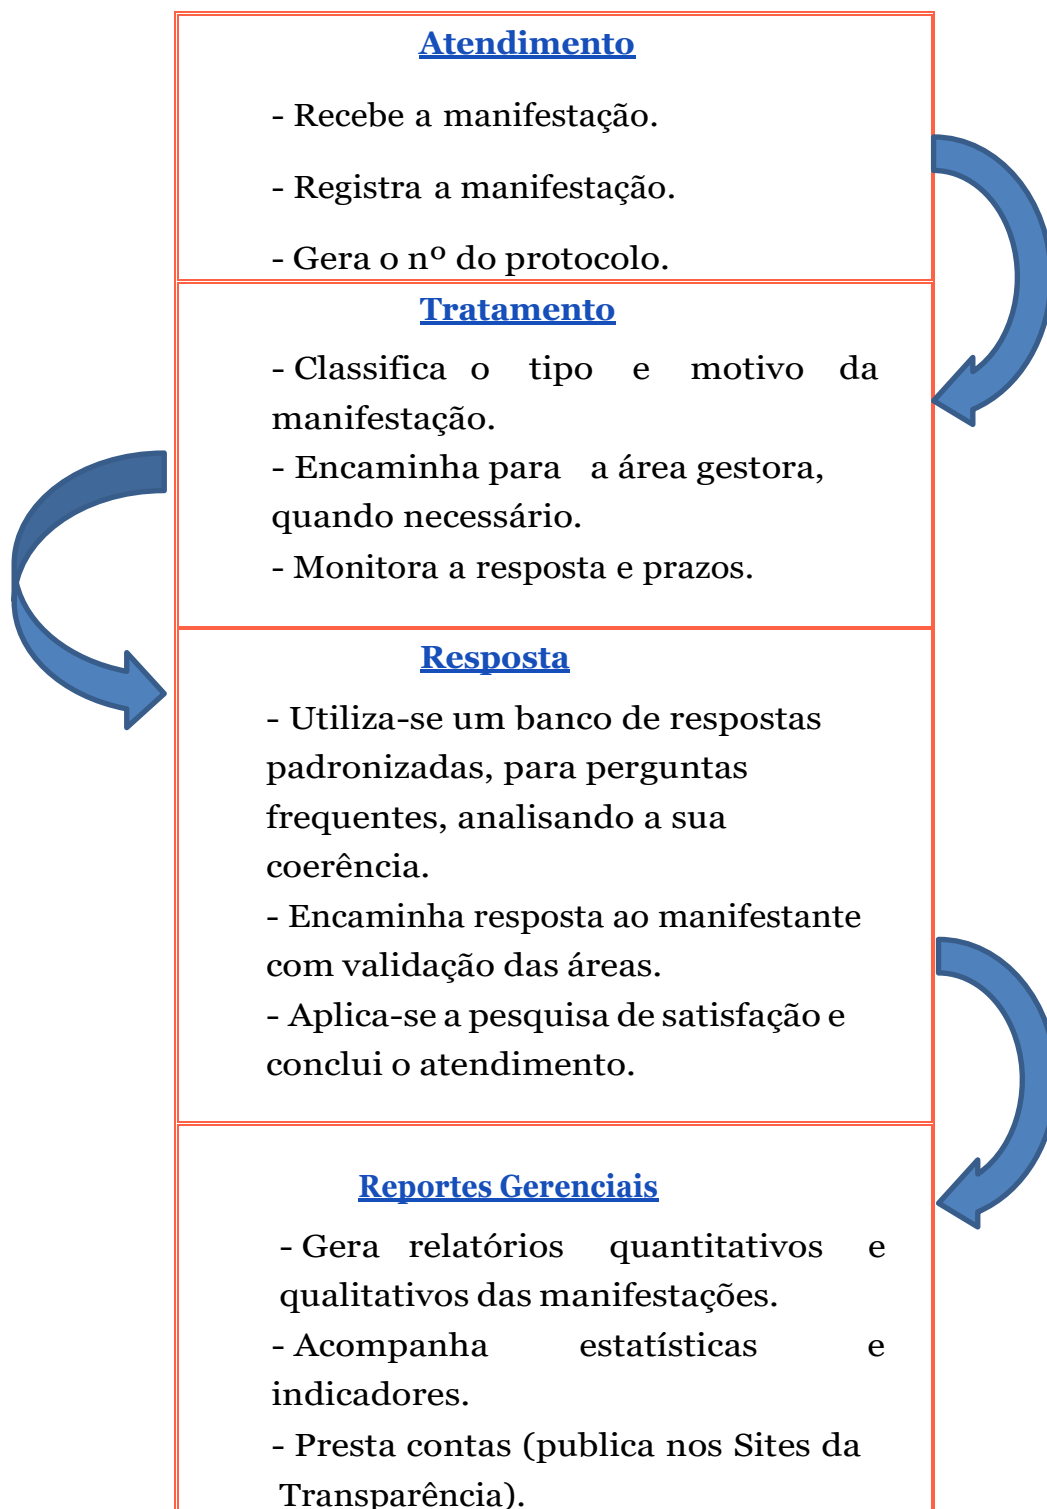 Atendimento
- Recebe a manifestação.
- Registra a manifestação.
- Gera o nº do protocolo.
Tratamento
- Classifica o tipo e motivo da
manifestação.
- Encaminha para a área gestora,
quando necessário.
- Monitora a resposta e prazos.
Resposta
- Utiliza-se um banco de respostas
padronizadas, para perguntas
frequentes, analisando a sua
coerência.
- Encaminha resposta ao manifestante
com validação das áreas.
- Aplica-se a pesquisa de satisfação e
conclui o atendimento.
Reportes Gerenciais
- Gera relatórios quantitativos e
qualitativos das manifestações.
- Acompanha estatísticas e
indicadores.
- Presta contas (publica nos Sites da
Transparência).